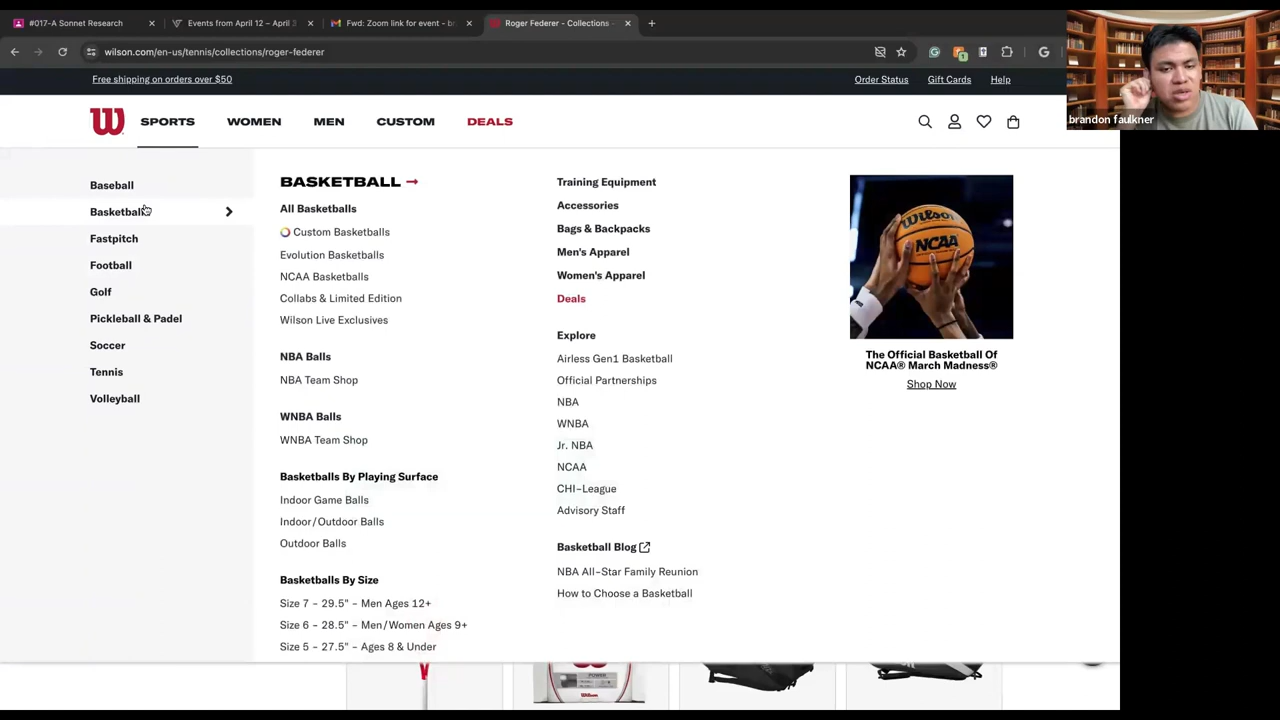 #017-A Sonnet Research
Events from April 12 – April 3
Fwd: Zoom link for event - br
Roger Federer - Collections -
wilson.com/en-us/tennis/collections/roger-federer
brandon faulkner
Free shipping on orders over $50
Order Status
Gift Cards
Help
W SPORTS WOMEN MEN CUSTOM DEALS
Baseball
Basketball
Fastpitch
Football
Golf
Pickleball & Padel
Soccer
Tennis
Volleyball
BASKETBALL →
All Basketballs
Custom Basketballs
Evolution Basketballs
NCAA Basketballs
Collabs & Limited Edition
Wilson Live Exclusives
NBA Balls
NBA Team Shop
WNBA Balls
WNBA Team Shop
Basketballs By Playing Surface
Indoor Game Balls
Indoor/Outdoor Balls
Outdoor Balls
Basketballs By Size
Size 7 – 29.5" – Men Ages 12+
Size 6 – 28.5" – Men/Women Ages 9+
Size 5 – 27.5" – Ages 8 & Under
Training Equipment
Accessories
Bags & Backpacks
Men's Apparel
Women's Apparel
Deals
Explore
Airless Gen1 Basketball
Official Partnerships
NBA
WNBA
Jr. NBA
NCAA
CHI–League
Advisory Staff
Basketball Blog
NBA All–Star Family Reunion
How to Choose a Basketball
Wilson
NCAA
The Official Basketball Of
NCAA® March Madness®
Shop Now
POWER
Wilson